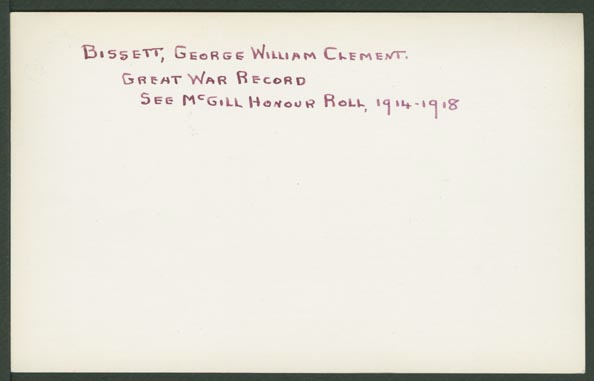 Bissett, George William Clement.
Great War Record
See McGill Honour Roll, 1914-1918